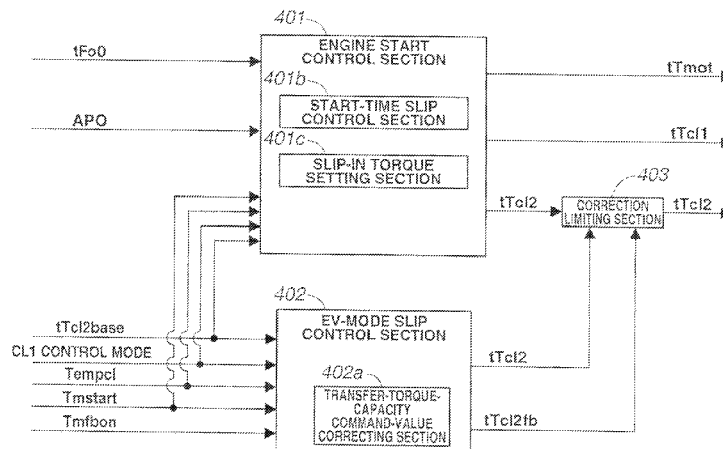 401
tFo0
ENGINE START
CONTROL SECTION
tTmot
401b
START-TIME SLIP
CONTROL SECTION
APO
tTcl1
401c
SLIP-IN TORQUE
SETTING SECTION
403
tTcl2
CORRECTION
LIMITING SECTION
tTcl2
402
tTcl2base
EV-MODE SLIP
CONTROL SECTION
CL1 CONTROL MODE
tTcl2
Tempcl
402a
Tmstart
TRANSFER-TORQUE-
CAPACITY
COMMAND-VALUE
CORRECTING SECTION
tTcl2fb
Tmfbon